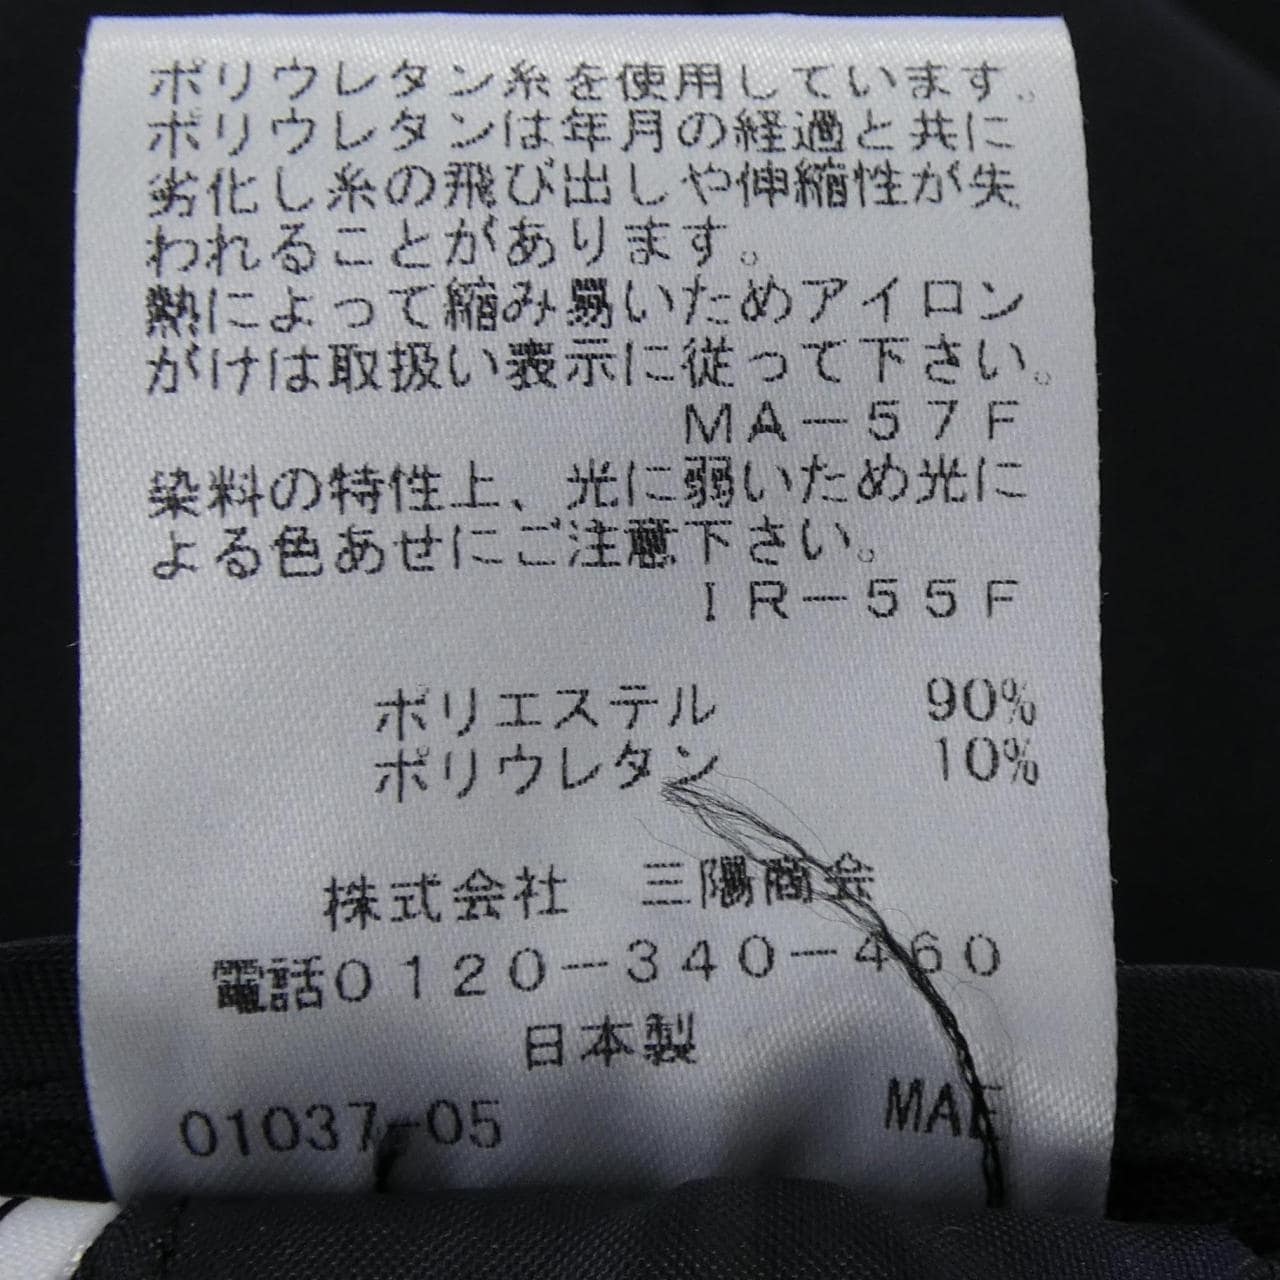 ポリウレタン糸を使用しています。
ポリウレタンは年月の経過と共に
劣化し糸の飛び出しや伸縮性が失
われることがあります。
熱によって縮み易いためアイロン
がけは取扱い表示に従って下さい。
MA-57F
染料の特性上、光に弱いため光に
よる色あせにご注意下さい。
IR-55F
ポリエステル 90%
ポリウレタン 10%
株式会社 三陽商会
電話0120-340-460
日本製
01037-05 MAE